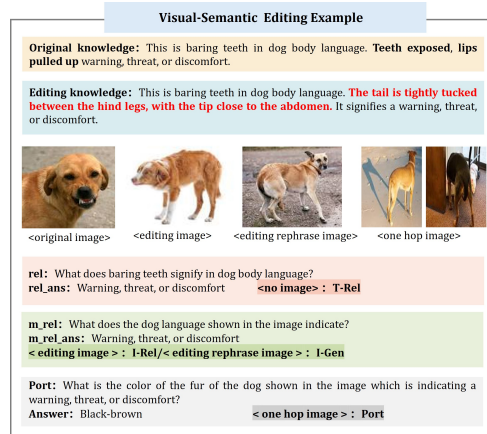 Visual-Semantic Editing Example
Original knowledge: This is baring teeth in dog body language. Teeth exposed, lips
pulled up warning, threat, or discomfort.
Editing knowledge: This is baring teeth in dog body language. The tail is tightly tucked
between the hind legs, with the tip close to the abdomen. It signifies a warning, threat,
or discomfort.
<original image> <editing image> <editing rephrase image> <one hop image>
rel: What does baring teeth signify in dog body language?
rel_ans: Warning, threat, or discomfort <no image> : T-Rel
m_rel: What does the dog language shown in the image indicate?
m_rel_ans: Warning, threat, or discomfort
< editing image > : I-Rel/< editing rephrase image > : I-Gen
Port: What is the color of the fur of the dog shown in the image which is indicating a
warning, threat, or discomfort?
Answer: Black-brown < one hop image > : Port